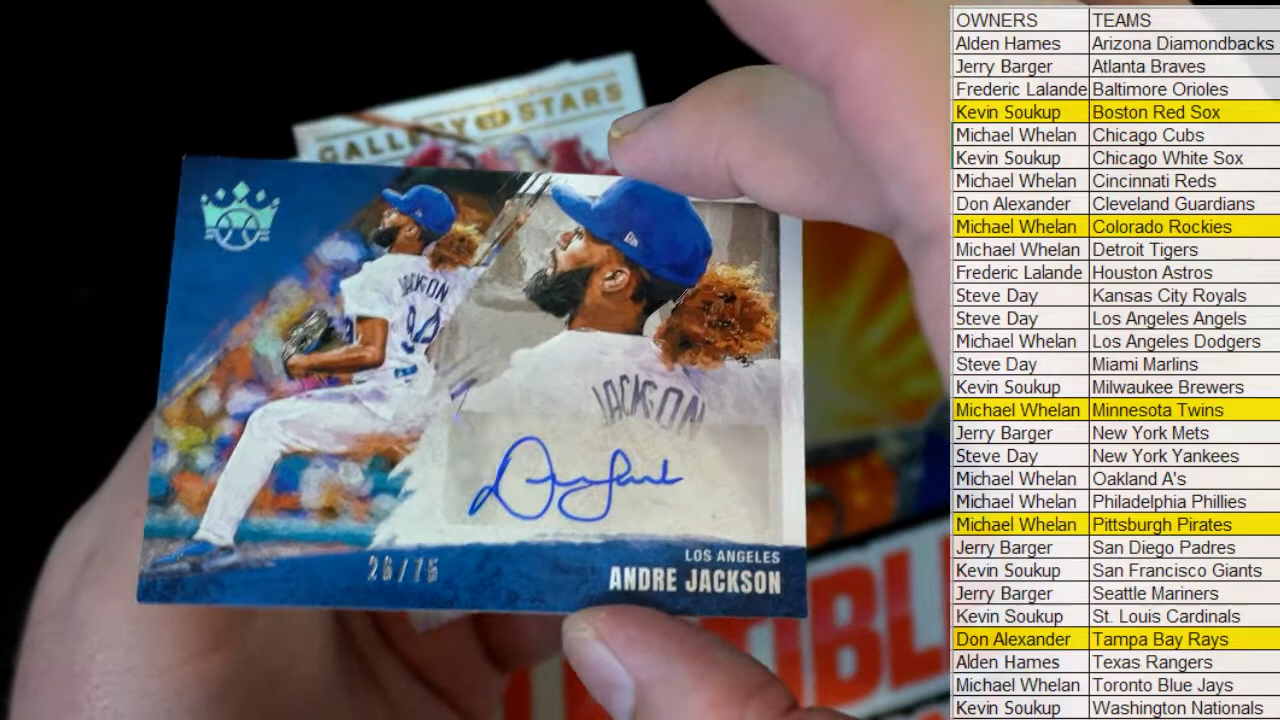 GALLERY OF STARS
JACKSON
94
JACKSON
26/75
LOS ANGELES
ANDRE JACKSON
OWNERS TEAMS
Alden Hames Arizona Diamondbacks
Jerry Barger Atlanta Braves
Frederic Lalande Baltimore Orioles
Kevin Soukup Boston Red Sox
Michael Whelan Chicago Cubs
Kevin Soukup Chicago White Sox
Michael Whelan Cincinnati Reds
Don Alexander Cleveland Guardians
Michael Whelan Colorado Rockies
Michael Whelan Detroit Tigers
Frederic Lalande Houston Astros
Steve Day Kansas City Royals
Steve Day Los Angeles Angels
Michael Whelan Los Angeles Dodgers
Steve Day Miami Marlins
Kevin Soukup Milwaukee Brewers
Michael Whelan Minnesota Twins
Jerry Barger New York Mets
Steve Day New York Yankees
Michael Whelan Oakland A's
Michael Whelan Philadelphia Phillies
Michael Whelan Pittsburgh Pirates
Jerry Barger San Diego Padres
Kevin Soukup San Francisco Giants
Jerry Barger Seattle Mariners
Kevin Soukup St. Louis Cardinals
Don Alexander Tampa Bay Rays
Alden Hames Texas Rangers
Michael Whelan Toronto Blue Jays
Kevin Soukup Washington Nationals